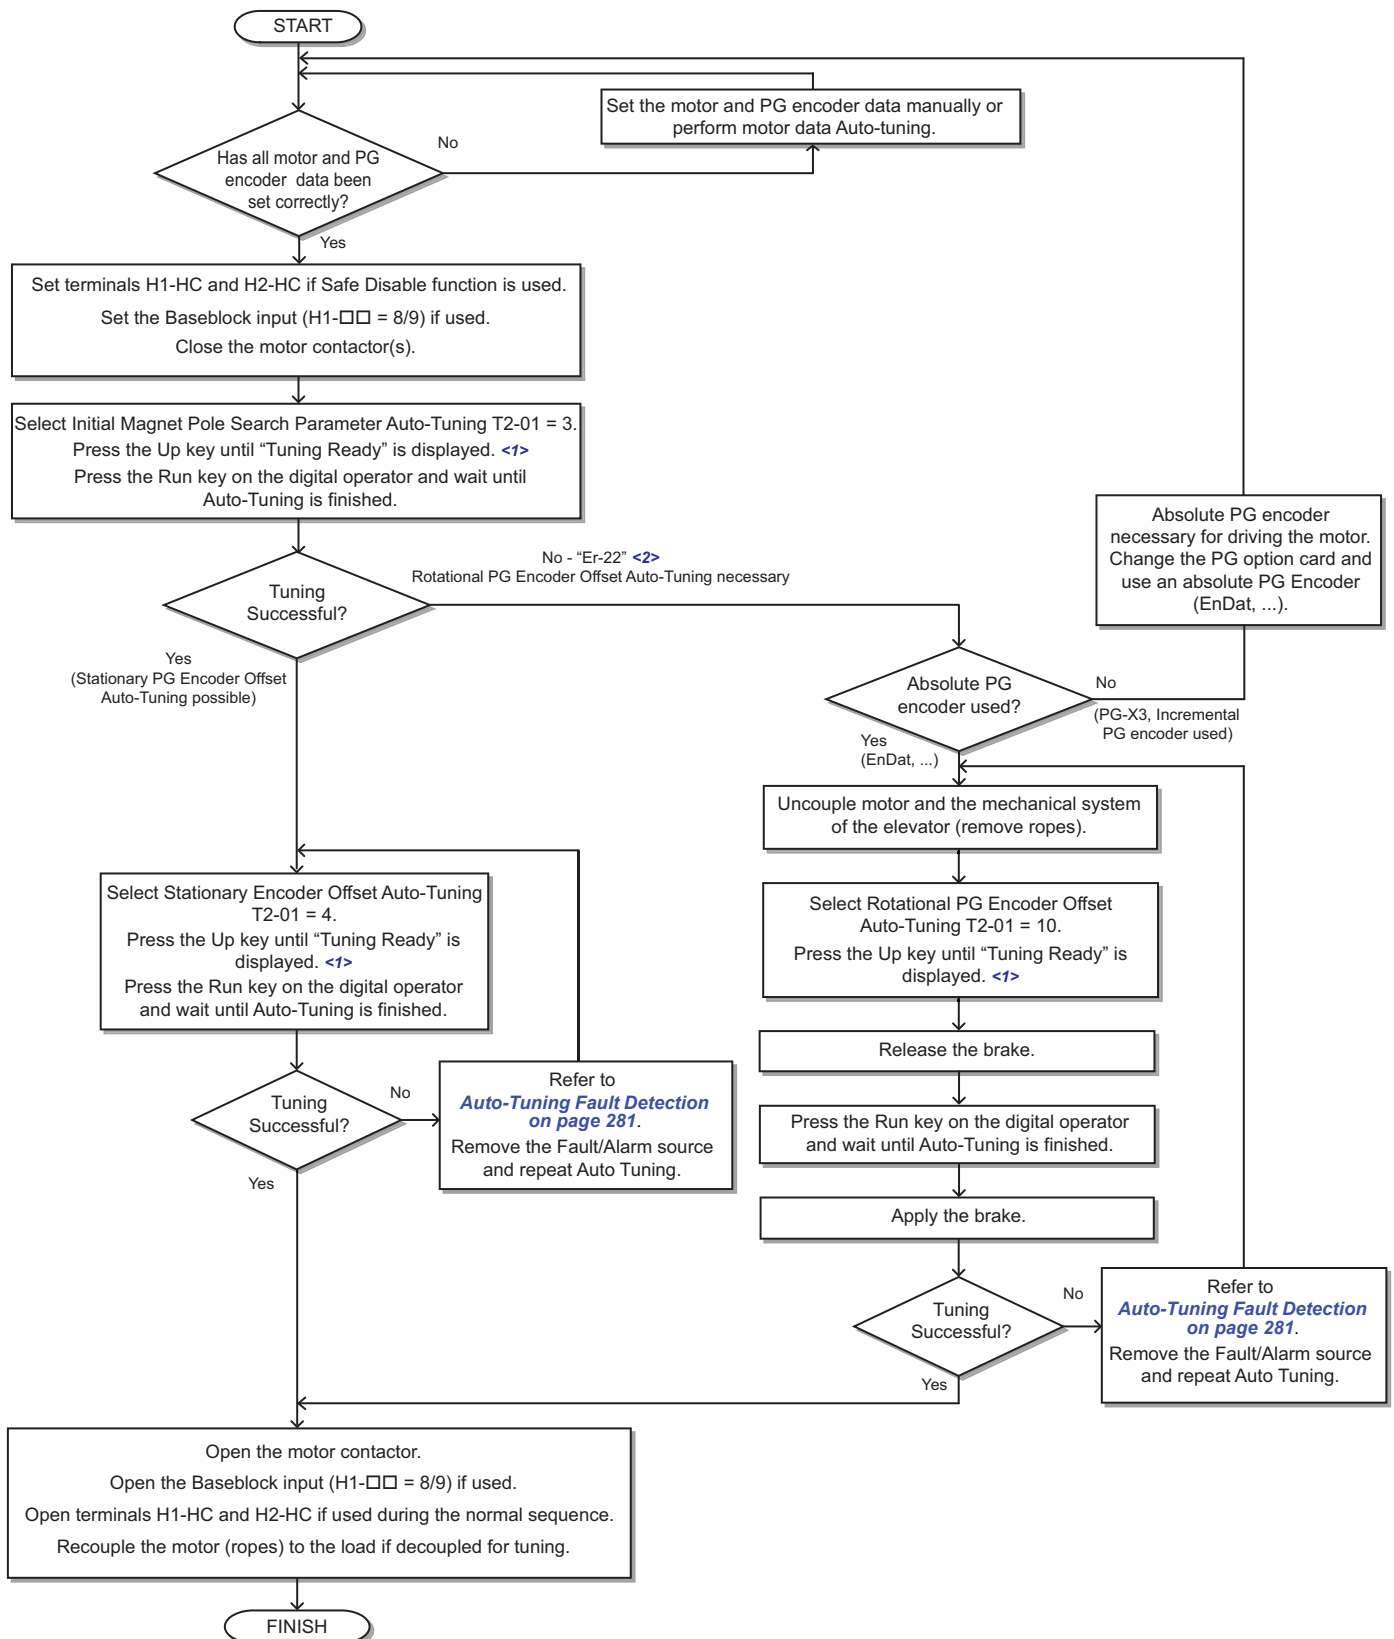 START
Set the motor and PG encoder data manually or
perform motor data Auto-tuning.
No
Has all motor and PG
encoder data been
set correctly?
Yes
Set terminals H1-HC and H2-HC if Safe Disable function is used.
Set the Baseblock input (H1-□□ = 8/9) if used.
Close the motor contactor(s).
Select Initial Magnet Pole Search Parameter Auto-Tuning T2-01 = 3.
Press the Up key until “Tuning Ready” is displayed. <1>
Press the Run key on the digital operator and wait until
Auto-Tuning is finished.
Absolute PG encoder
necessary for driving the motor.
Change the PG option card and
use an absolute PG Encoder
(EnDat, ...).
No - “Er-22” <2>
Rotational PG Encoder Offset Auto-Tuning necessary
Tuning
Successful?
Yes
(Stationary PG Encoder Offset
Auto-Tuning possible)
Absolute PG
encoder used?
No
(PG-X3, Incremental
PG encoder used)
Yes
(EnDat, ...)
Uncouple motor and the mechanical system
of the elevator (remove ropes).
Select Stationary Encoder Offset Auto-Tuning
T2-01 = 4.
Press the Up key until “Tuning Ready” is
displayed. <1>
Press the Run key on the digital operator
and wait until Auto-Tuning is finished.
Select Rotational PG Encoder Offset
Auto-Tuning T2-01 = 10.
Press the Up key until “Tuning Ready” is
displayed. <1>
Release the brake.
Tuning
Successful?
No
Refer to
Auto-Tuning Fault Detection
on page 281.
Remove the Fault/Alarm source
and repeat Auto Tuning.
Yes
Press the Run key on the digital operator
and wait until Auto-Tuning is finished.
Apply the brake.
Tuning
Successful?
No
Refer to
Auto-Tuning Fault Detection
on page 281.
Remove the Fault/Alarm source
and repeat Auto Tuning.
Yes
Open the motor contactor.
Open the Baseblock input (H1-□□ = 8/9) if used.
Open terminals H1-HC and H2-HC if used during the normal sequence.
Recouple the motor (ropes) to the load if decoupled for tuning.
FINISH